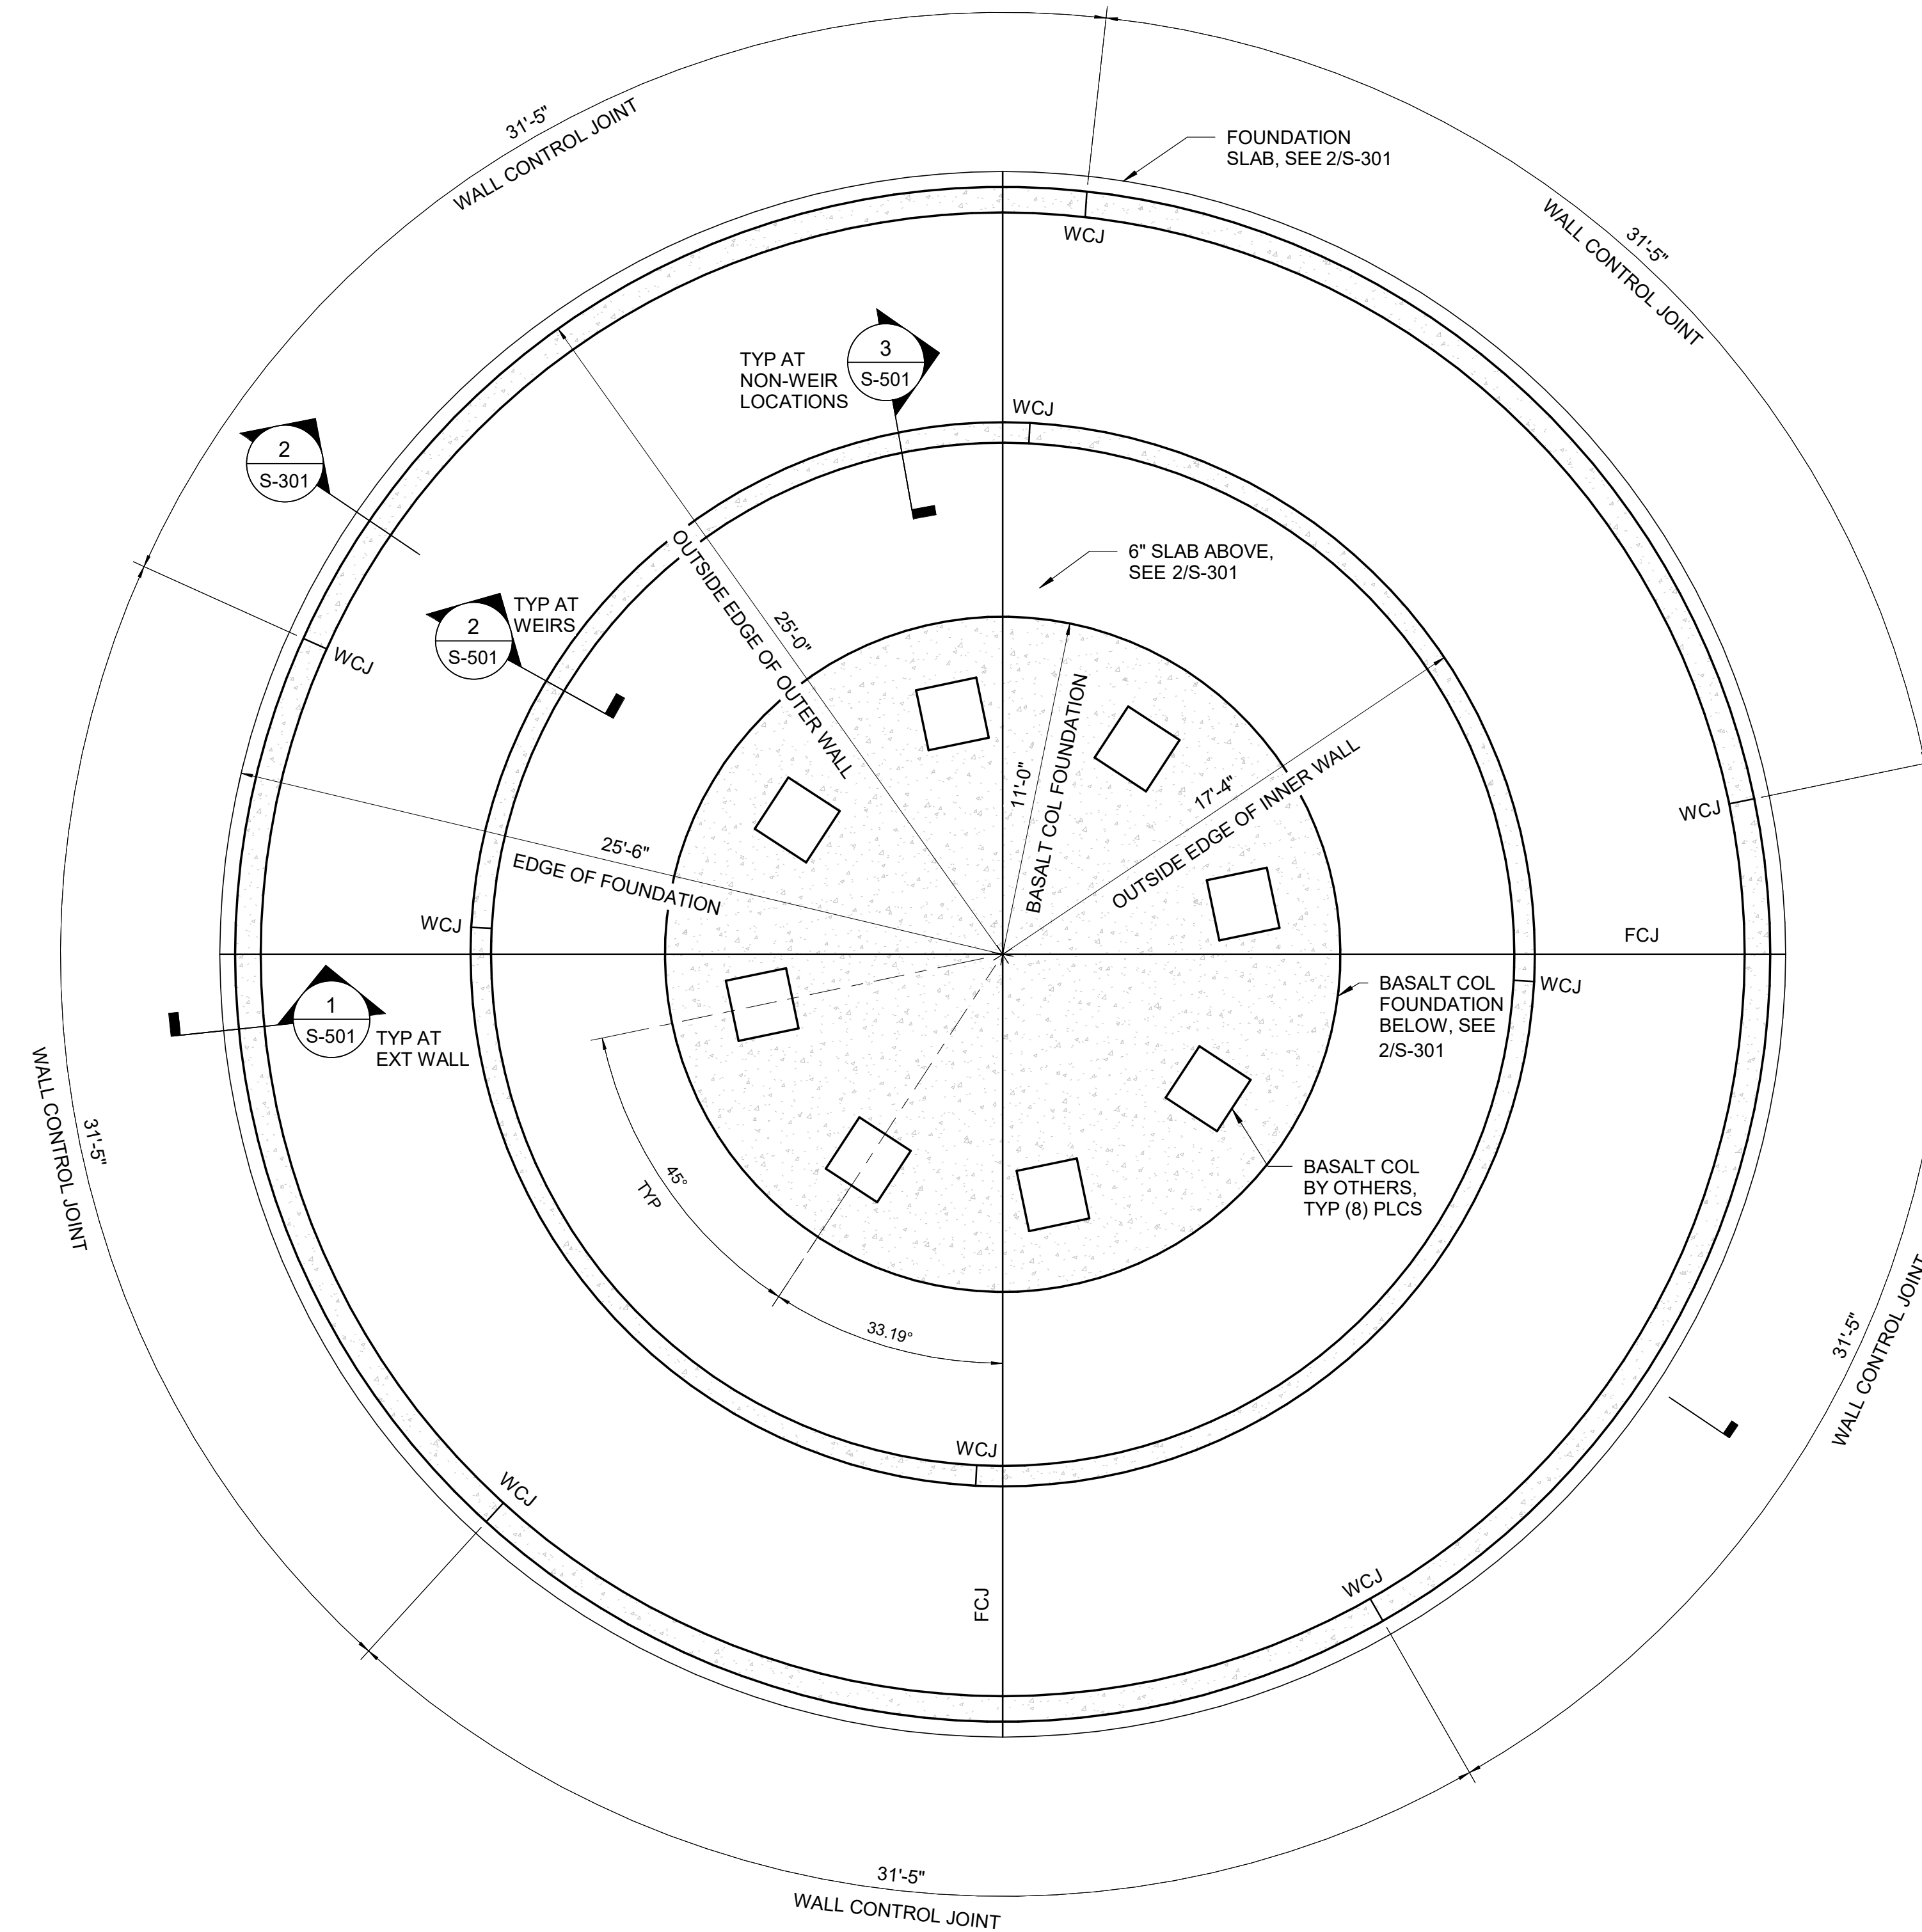 31'-5"
WALL CONTROL JOINT
FOUNDATION
SLAB, SEE 2/S-301
31'-5"
WALL CONTROL JOINT
WCJ
TYP AT
NON-WEIR
LOCATIONS
3
S-501
WCJ
2
S-301
6" SLAB ABOVE,
SEE 2/S-301
TYP AT
WEIRS
2
S-501
WCJ
25'-0"
OUTSIDE EDGE OF OUTER WALL
11'-0"
BASALT COL FOUNDATION
17'-4"
OUTSIDE EDGE OF INNER WALL
WCJ
25'-6"
EDGE OF FOUNDATION
WCJ
FCJ
1
S-501
TYP AT
EXT WALL
BASALT COL
FOUNDATION
BELOW, SEE
2/S-301
WCJ
31'-5"
WALL CONTROL JOINT
45°
TYP
BASALT COL
BY OTHERS,
TYP (8) PLCS
33.19°
31'-5"
WALL CONTROL JOINT
WCJ
WCJ
FCJ
WCJ
31'-5"
WALL CONTROL JOINT